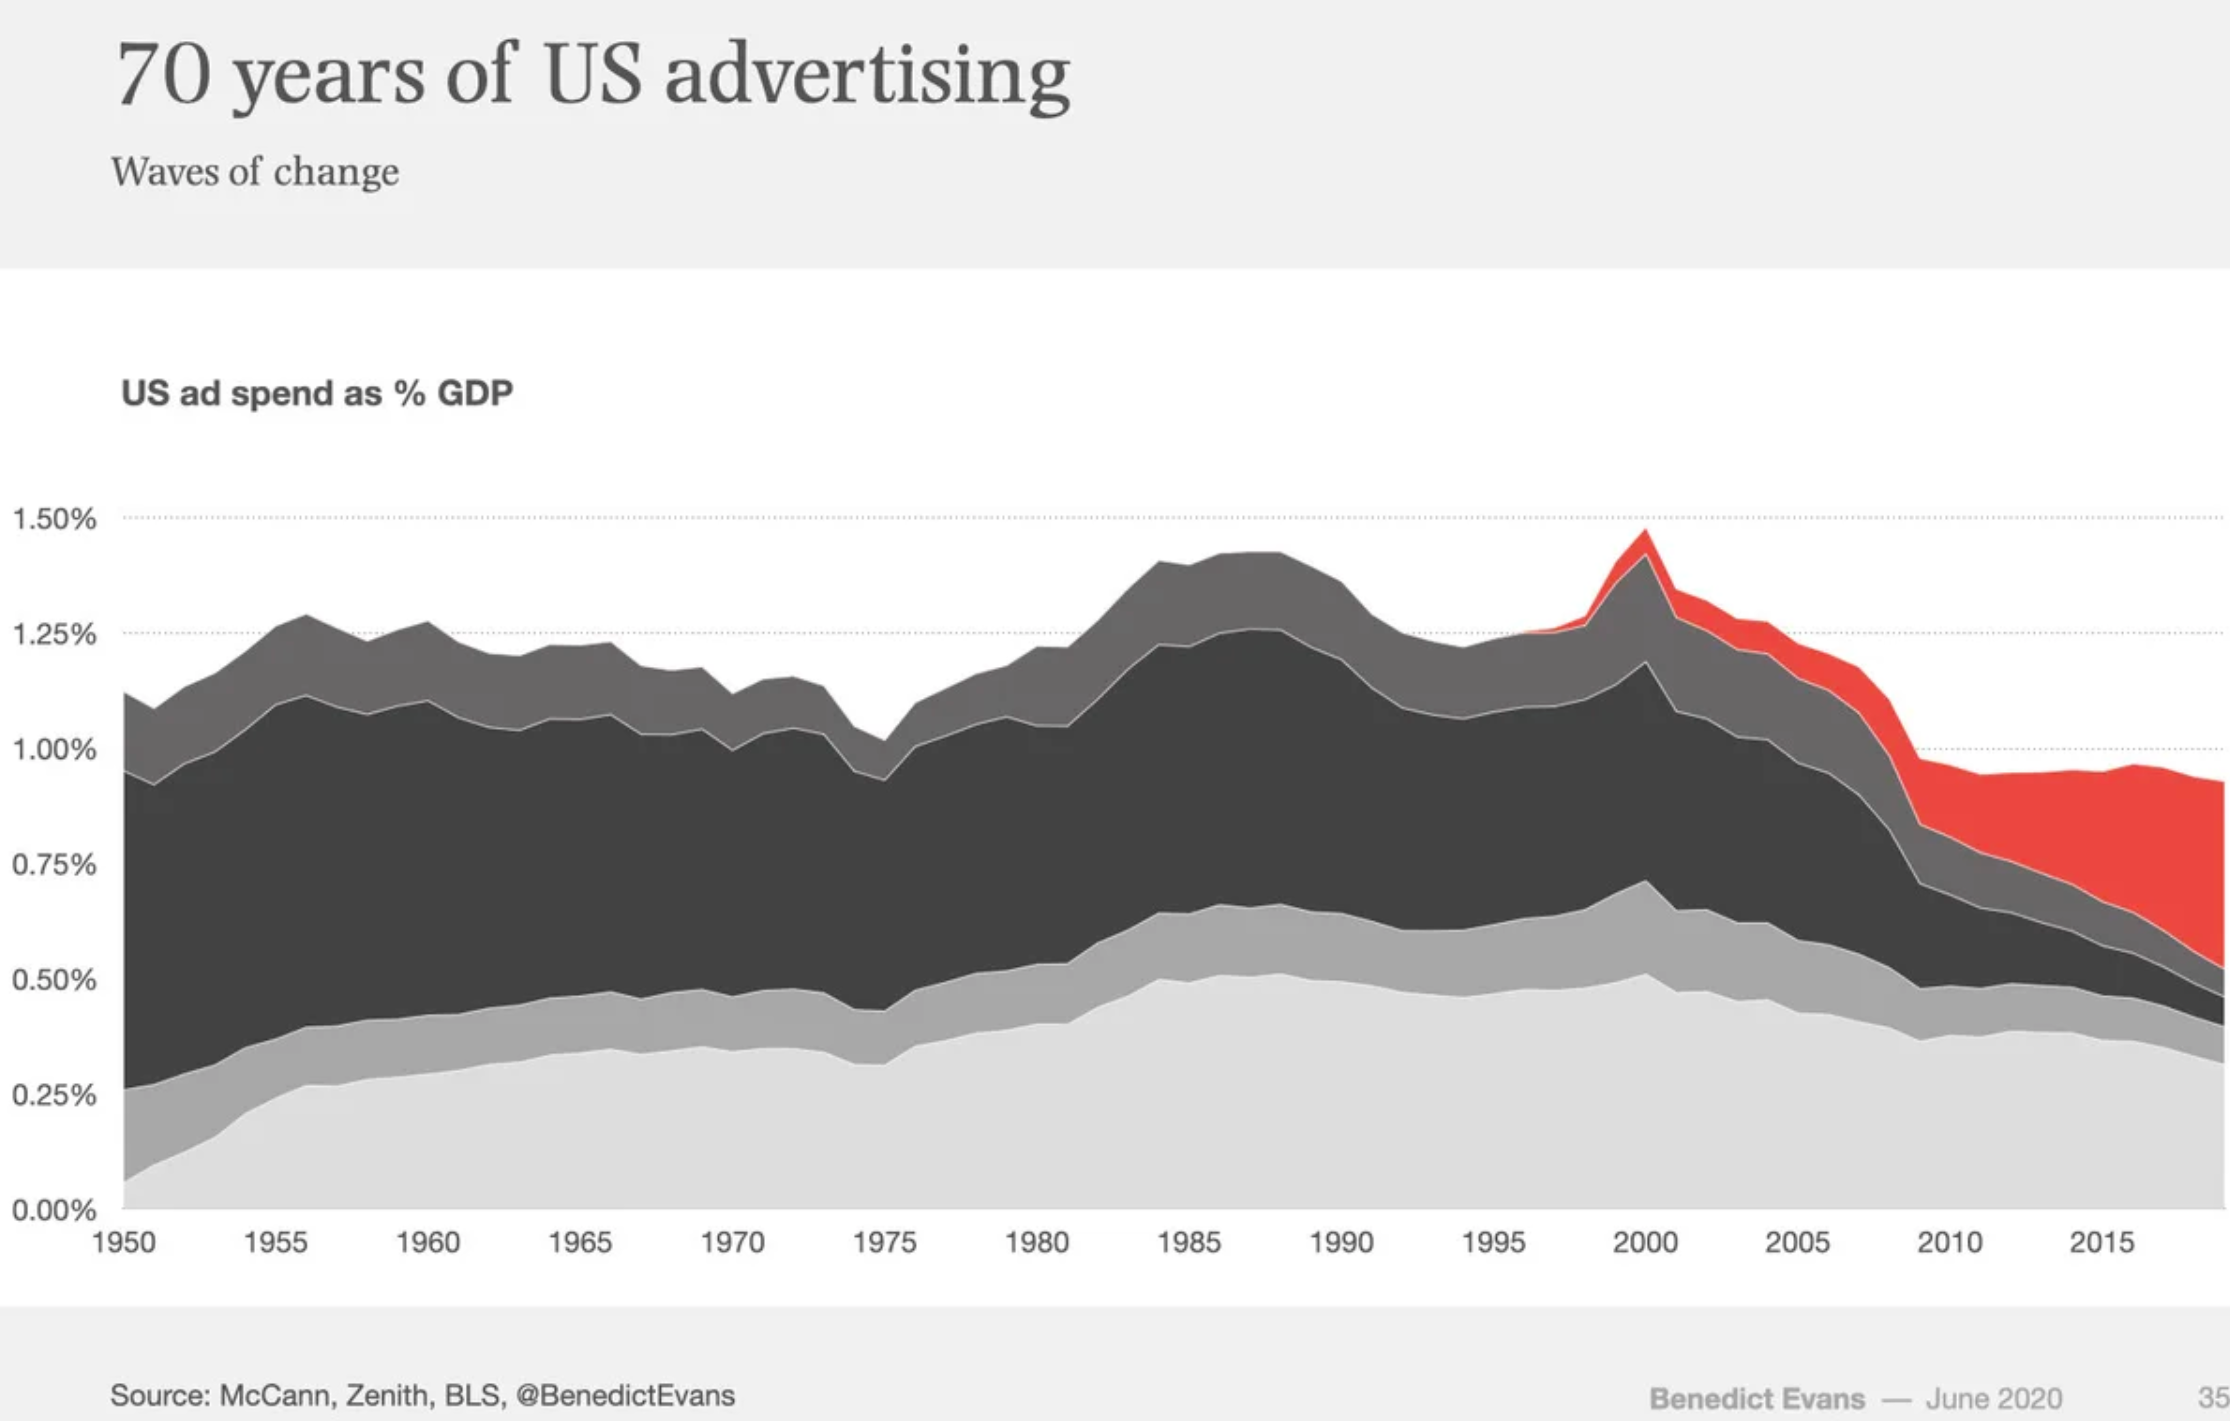 70 years of US advertising
Waves of change
US ad spend as % GDP
1.50%
1.25%
1.00%
0.75%
0.50%
0.25%
0.00%
1950 1955 1960 1965 1970 1975 1980 1985 1990 1995 2000 2005 2010 2015
Source: McCann, Zenith, BLS, @BenedictEvans
Benedict Evans — June 2020 35